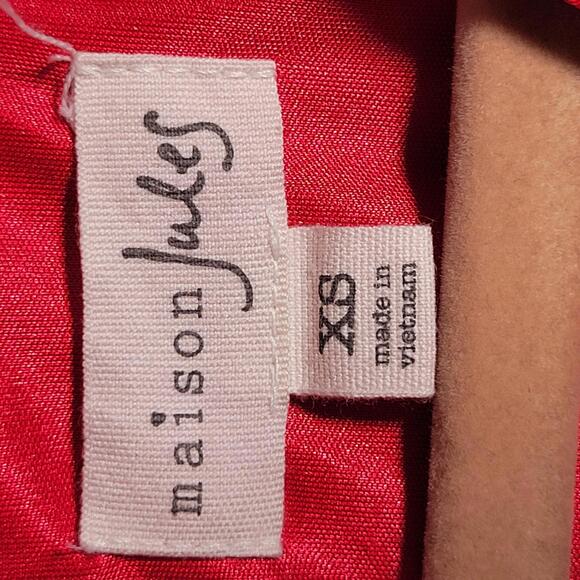 maison Jules
XS
made in
vietnam